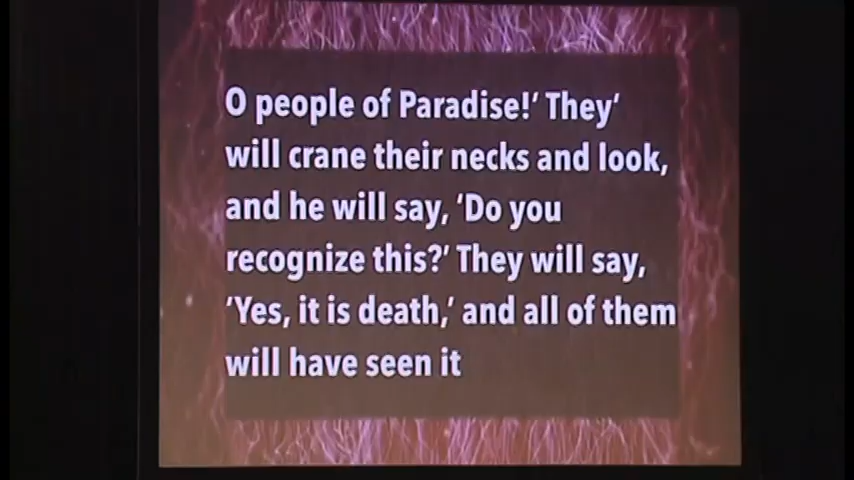 O people of Paradise!’ They‘
will crane their necks and look,
and he will say, ‘Do you
recognize this?’ They will say,
‘Yes, it is death,’ and all of them
will have seen it